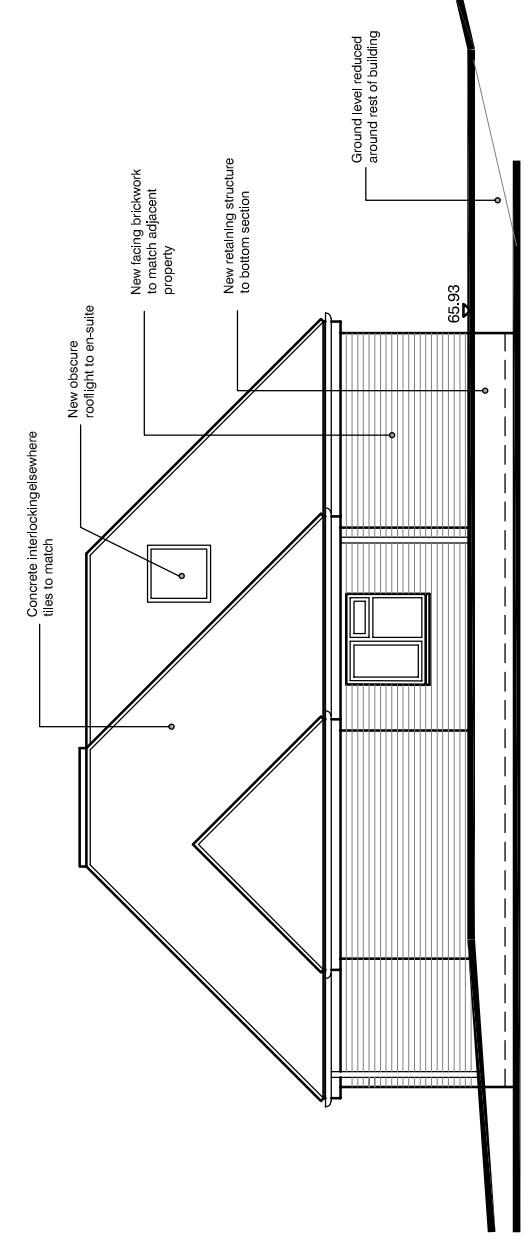 Concrete interlockingelsewhere
tiles to match
New obscure
rooflight to en-suite
New facing brickwork
to match adjacent
property
New retaining structure
to bottom section
Ground level reduced
around rest of building
65.93